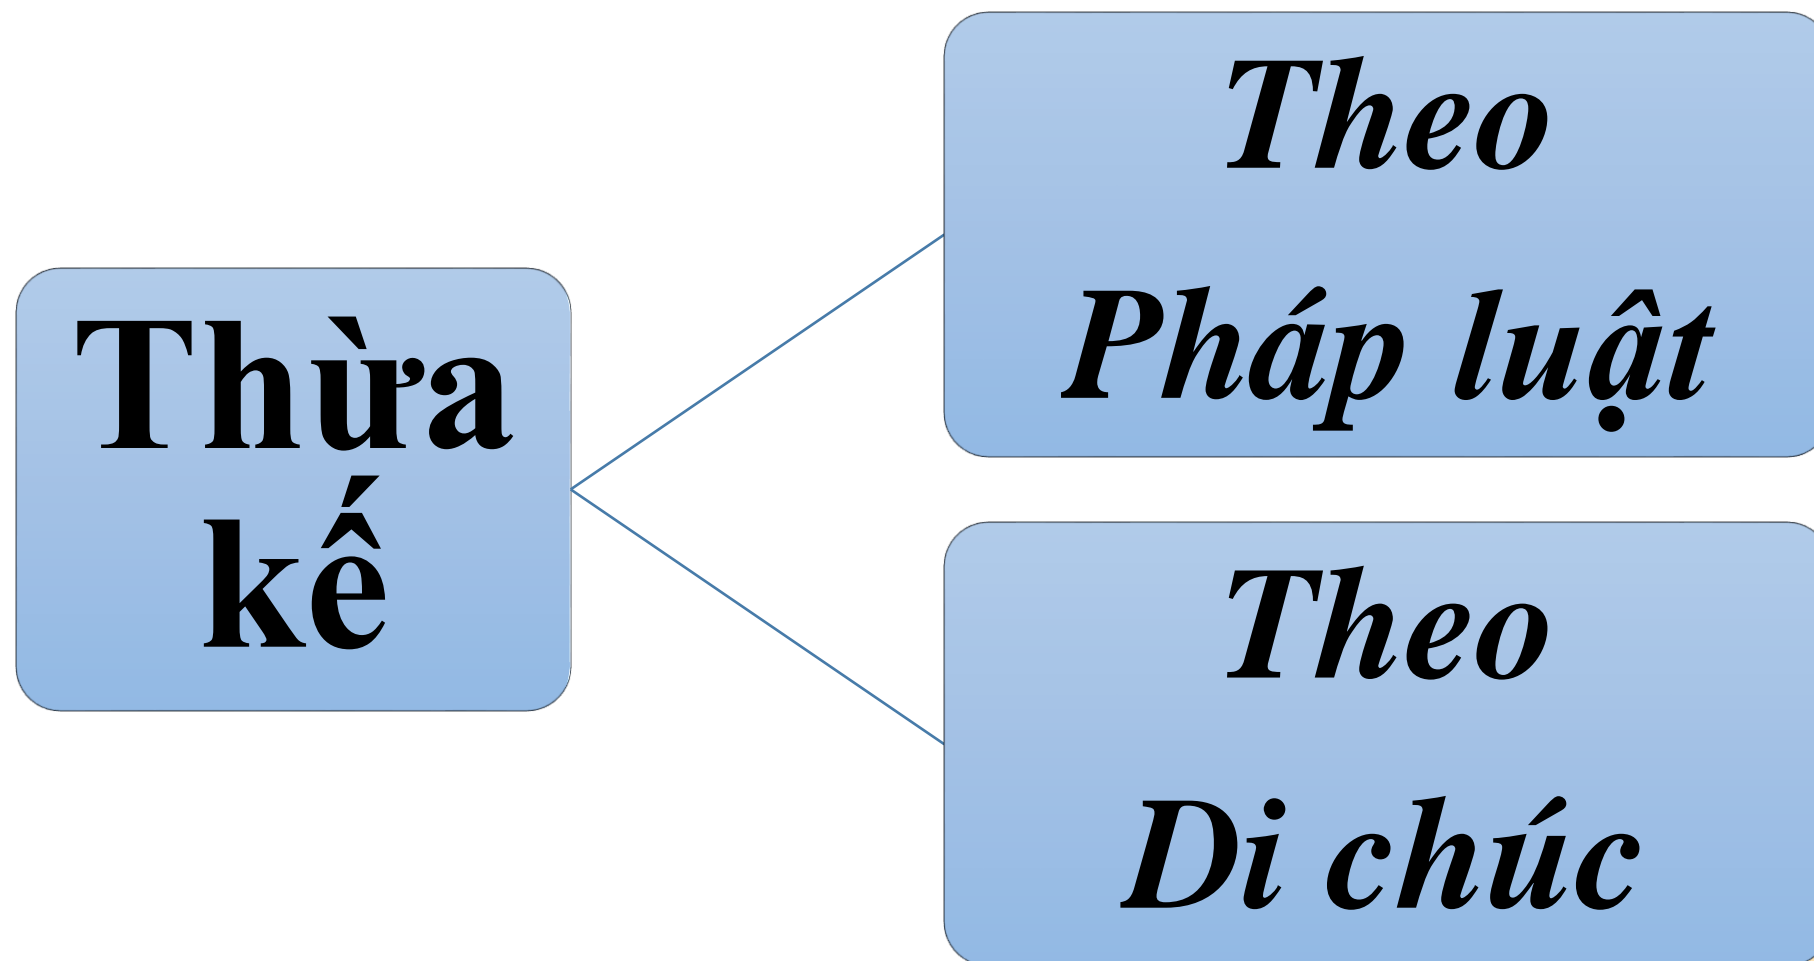 Thừa
kế
Theo
Pháp luật
Theo
Di chúc